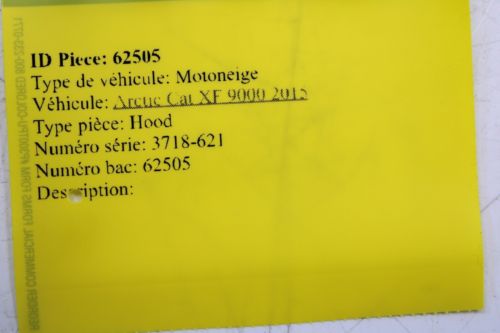 ID Piece: 62505
Type de véhicule: Motoneige
Véhicule: Arctic Cat XF 9000 2015
Type pièce: Hood
Numéro série: 3718-621
Numéro bac: 62505
Description: